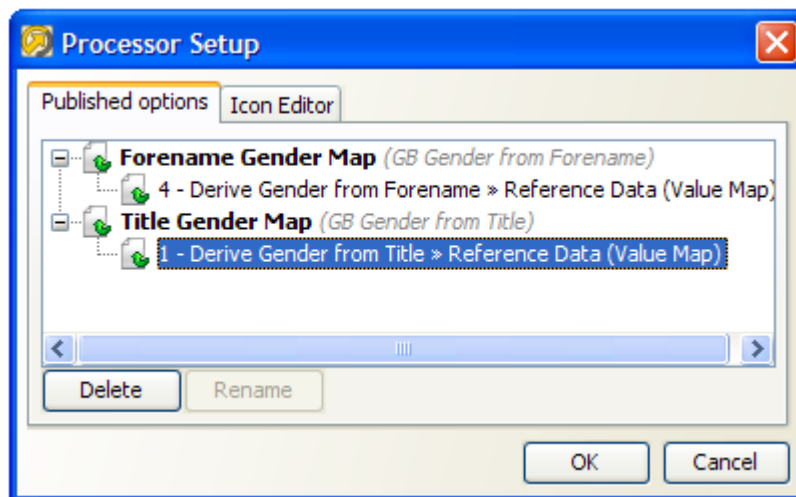 Processor Setup
Published options
Icon Editor
Forename Gender Map (GB Gender from Forename)
4 - Derive Gender from Forename » Reference Data (Value Map)
Title Gender Map (GB Gender from Title)
1 - Derive Gender from Title » Reference Data (Value Map)
Delete
Rename
OK
Cancel